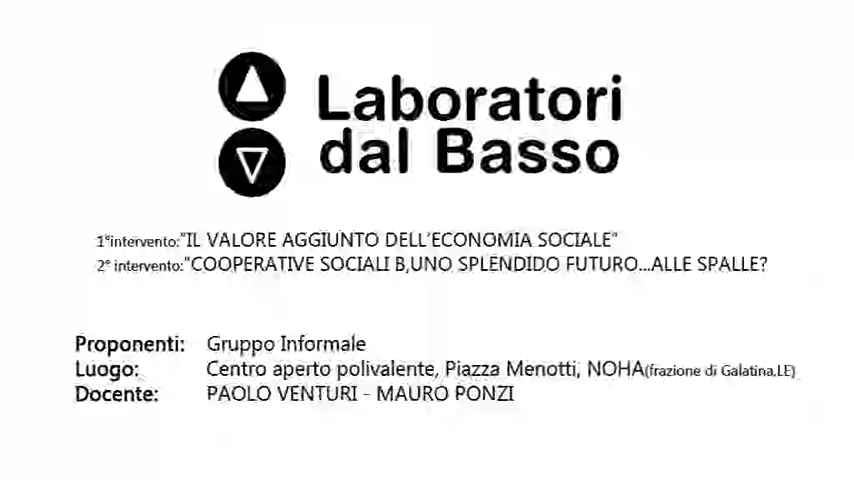 Laboratori
dal Basso
1°intervento:"IL VALORE AGGIUNTO DELL'ECONOMIA SOCIALE"
2° intervento:"COOPERATIVE SOCIALI B,UNO SPLENDIDO FUTURO...ALLE SPALLE?
Proponenti: Gruppo Informale
Luogo: Centro aperto polivalente, Piazza Menotti, NOHA(frazione di Galatina,LE)
Docente: PAOLO VENTURI - MAURO PONZI